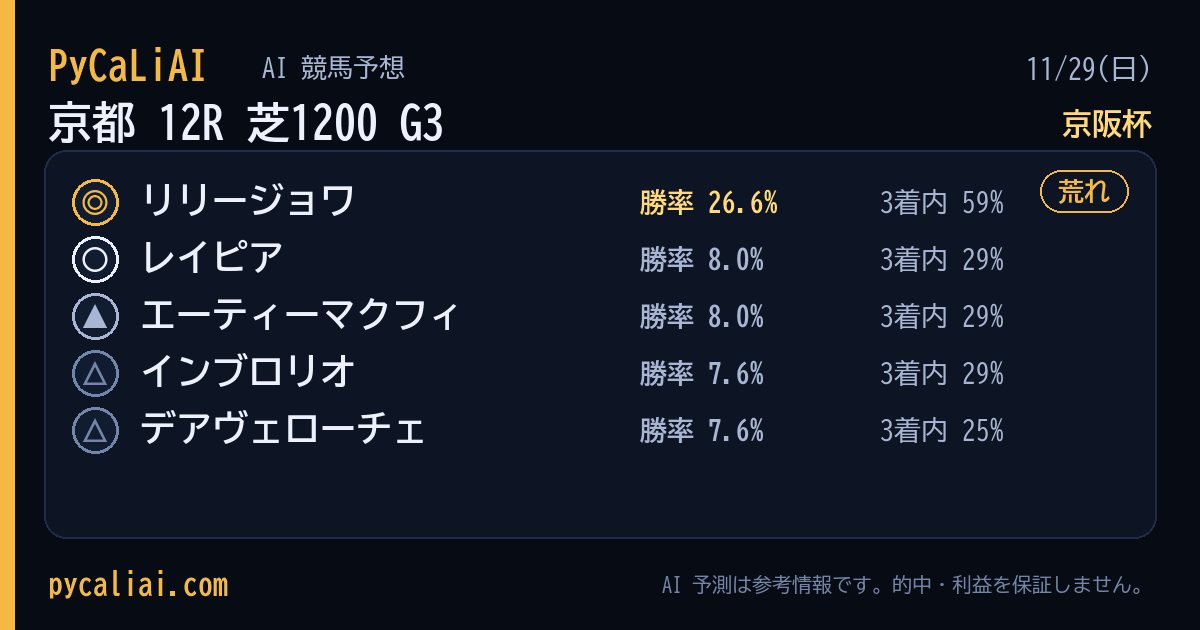 PyCaLiAI AI 競馬予想 11/29(日)
京都 12R 芝1200 G3 京阪杯
◎ リリージョワ 勝率 26.6% 3着内 59% 荒れ
○ レイピア 勝率 8.0% 3着内 29%
▲ エーティーマクフィ 勝率 8.0% 3着内 29%
△ インブロリオ 勝率 7.6% 3着内 29%
△ デアヴェローチェ 勝率 7.6% 3着内 25%
pycaliai.com AI 予測は参考情報です。的中・利益を保証しません。